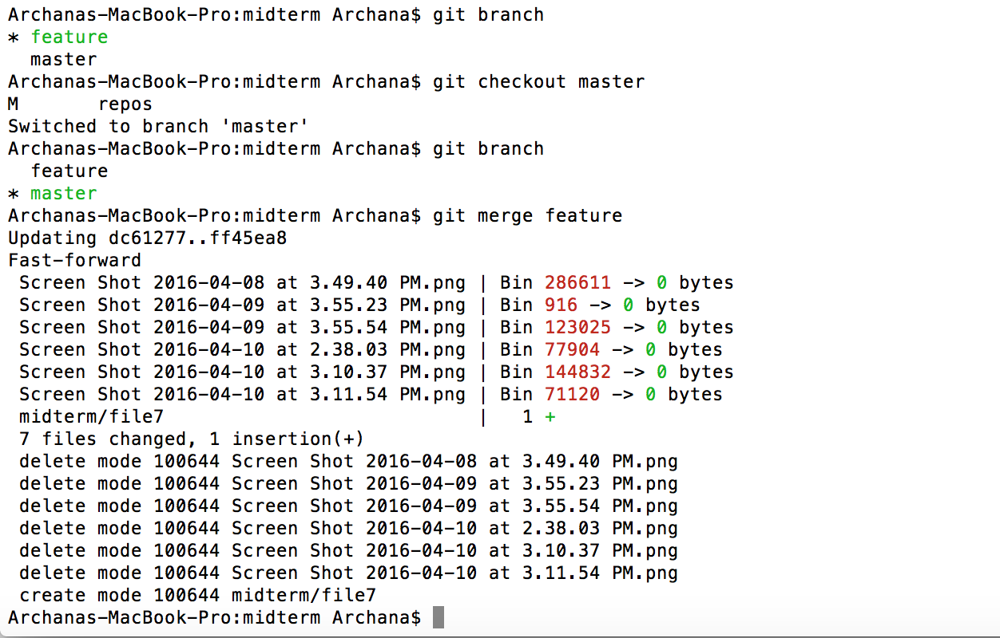 Archanas-MacBook-Pro:midterm Archana$ git branch
* feature
  master
Archanas-MacBook-Pro:midterm Archana$ git checkout master
M       repos
Switched to branch 'master'
Archanas-MacBook-Pro:midterm Archana$ git branch
  feature
* master
Archanas-MacBook-Pro:midterm Archana$ git merge feature
Updating dc61277..ff45ea8
Fast-forward
 Screen Shot 2016-04-08 at 3.49.40 PM.png | Bin 286611 -> 0 bytes
 Screen Shot 2016-04-09 at 3.55.23 PM.png | Bin 916 -> 0 bytes
 Screen Shot 2016-04-09 at 3.55.54 PM.png | Bin 123025 -> 0 bytes
 Screen Shot 2016-04-10 at 2.38.03 PM.png | Bin 77904 -> 0 bytes
 Screen Shot 2016-04-10 at 3.10.37 PM.png | Bin 144832 -> 0 bytes
 Screen Shot 2016-04-10 at 3.11.54 PM.png | Bin 71120 -> 0 bytes
 midterm/file7                            |   1 +
 7 files changed, 1 insertion(+)
 delete mode 100644 Screen Shot 2016-04-08 at 3.49.40 PM.png
 delete mode 100644 Screen Shot 2016-04-09 at 3.55.23 PM.png
 delete mode 100644 Screen Shot 2016-04-09 at 3.55.54 PM.png
 delete mode 100644 Screen Shot 2016-04-10 at 2.38.03 PM.png
 delete mode 100644 Screen Shot 2016-04-10 at 3.10.37 PM.png
 delete mode 100644 Screen Shot 2016-04-10 at 3.11.54 PM.png
 create mode 100644 midterm/file7
Archanas-MacBook-Pro:midterm Archana$